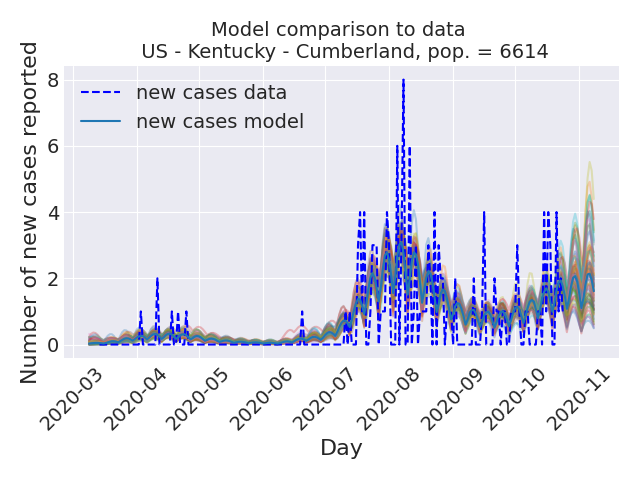 Model comparison to data
US - Kentucky - Cumberland, pop. = 6614
Number of new cases reported
8
6
4
2
0
new cases data
new cases model
2020-03
2020-04
2020-05
2020-06
2020-07
2020-08
2020-09
2020-10
2020-11
Day